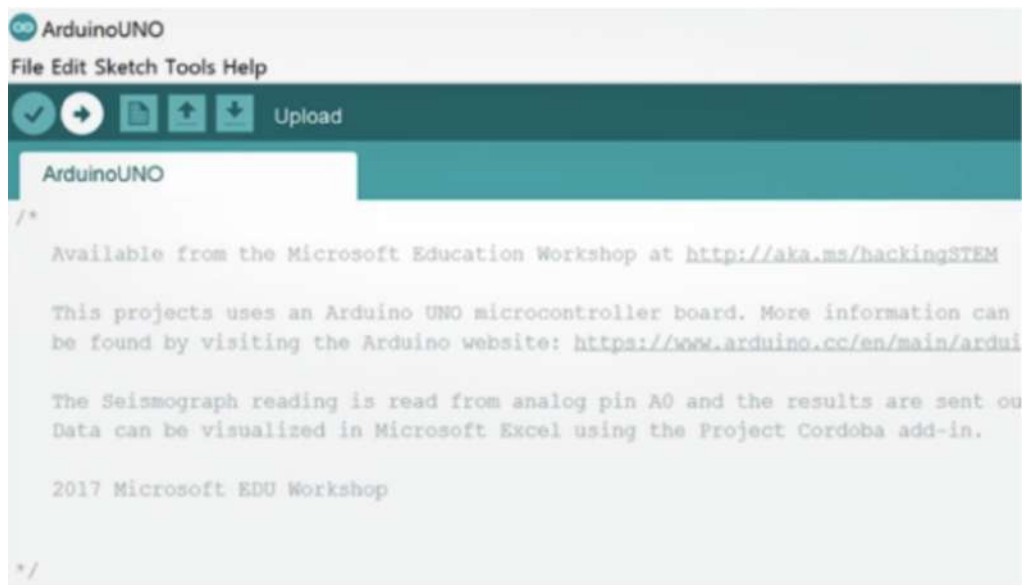 ArduinoUNO
File Edit Sketch Tools Help
Upload
ArduinoUNO
/*
Available from the Microsoft Education Workshop at http://aka.ms/hackingSTEM
This projects uses an Arduino UNO microcontroller board. More information can
be found by visiting the Arduino website: https://www.arduino.cc/en/main/ardui
The Seismograph reading is read from analog pin A0 and the results are sent ou
Data can be visualized in Microsoft Excel using the Project Cordoba add-in.
2017 Microsoft EDU Workshop
*/